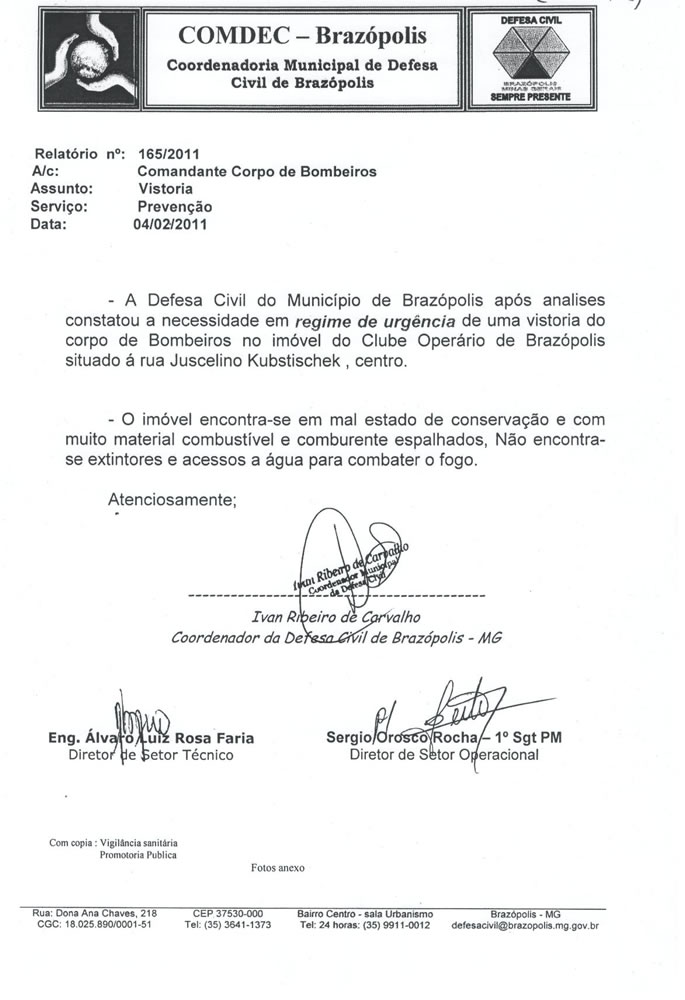 COMDEC – Brazópolis
Coordenadoria Municipal de Defesa
Civil de Brazópolis
DEFESA CIVIL
BRAZÓPOLIS
MINAS GERAIS
SEMPRE PRESENTE
Relatório nº: 165/2011
A/c: Comandante Corpo de Bombeiros
Assunto: Vistoria
Serviço: Prevenção
Data: 04/02/2011
- A Defesa Civil do Município de Brazópolis após analises
constatou a necessidade em regime de urgência de uma vistoria do
corpo de Bombeiros no imóvel do Clube Operário de Brazópolis
situado á rua Juscelino Kubstischek , centro.
- O imóvel encontra-se em mal estado de conservação e com
muito material combustível e comburente espalhados, Não encontra-
se extintores e acessos a água para combater o fogo.
Atenciosamente;
Ivan Ribeiro de Carvalho
Coordenador Municipal
de Defesa Civil
Ivan Ribeiro de Carvalho
Coordenador da Defesa Civil de Brazópolis - MG
Eng. Álvaro Luiz Rosa Faria
Diretor de Setor Técnico
Sergio Orosco Rocha – 1º Sgt PM
Diretor de Setor Operacional
Com copia : Vigilância sanitária
Promotoria Publica
Fotos anexo
Rua: Dona Ana Chaves, 218 CEP 37530-000 Bairro Centro - sala Urbanismo Brazópolis - MG
CGC: 18.025.890/0001-51 Tel: (35) 3641-1373 Tel: 24 horas: (35) 9911-0012 defesacivil@brazopolis.mg.gov.br